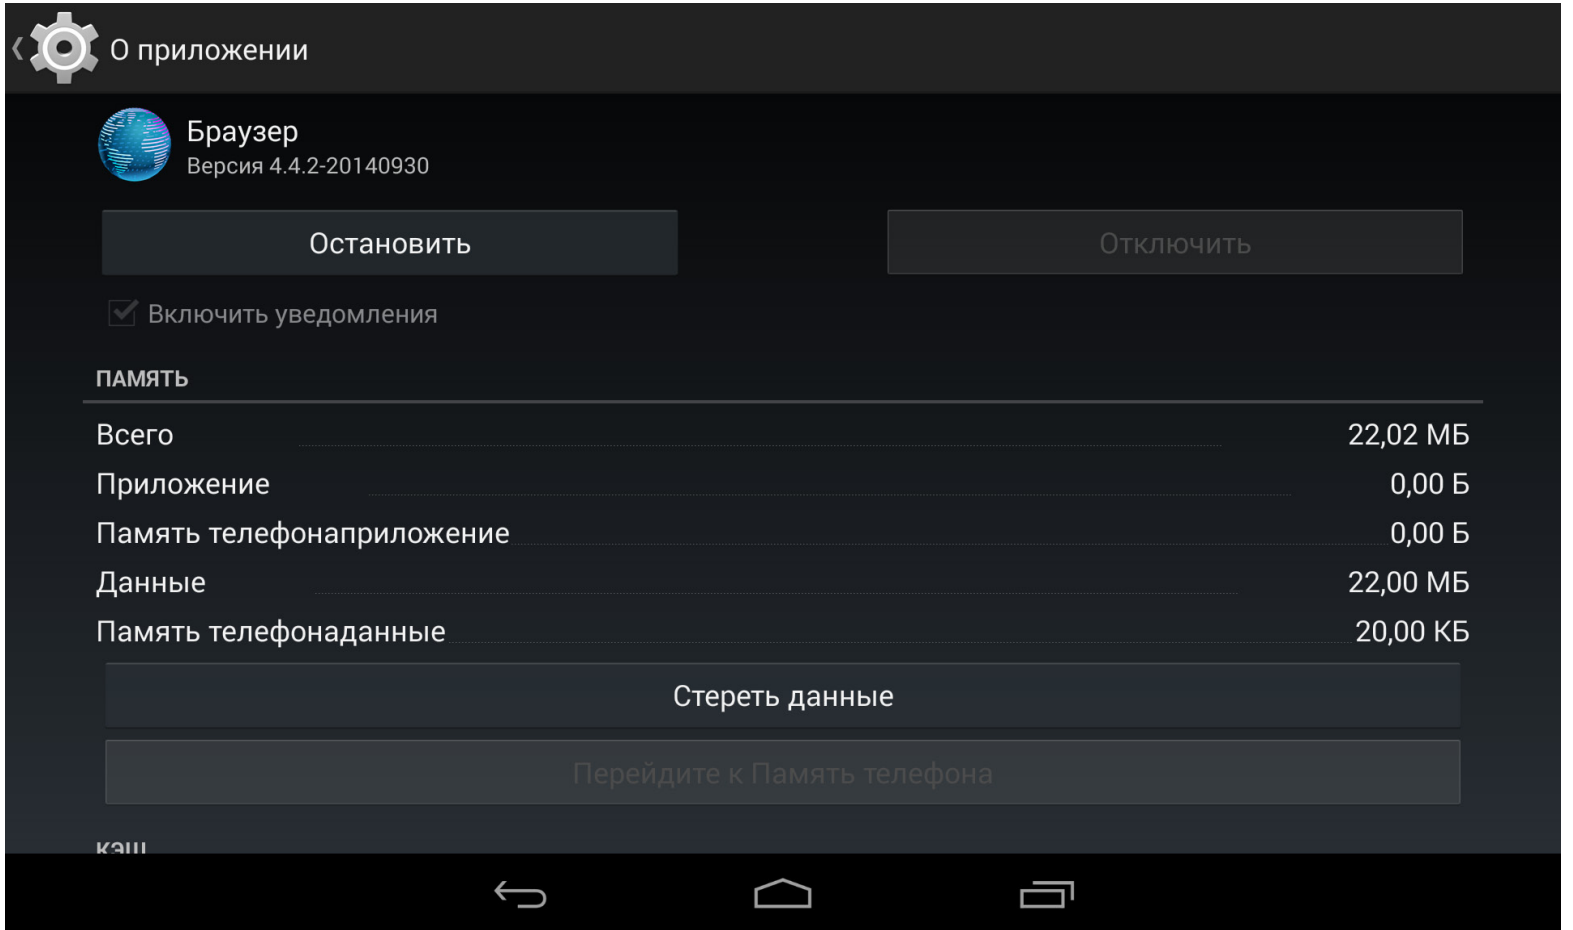 О приложении
Браузер
Версия 4.4.2-20140930
Остановить
Отключить
Включить уведомления
ПАМЯТЬ
Всего 22,02 МБ
Приложение 0,00 Б
Память телефонаприложение 0,00 Б
Данные 22,00 МБ
Память телефонаданные 20,00 КБ
Стереть данные
Перейдите к Память телефона
КЭШ